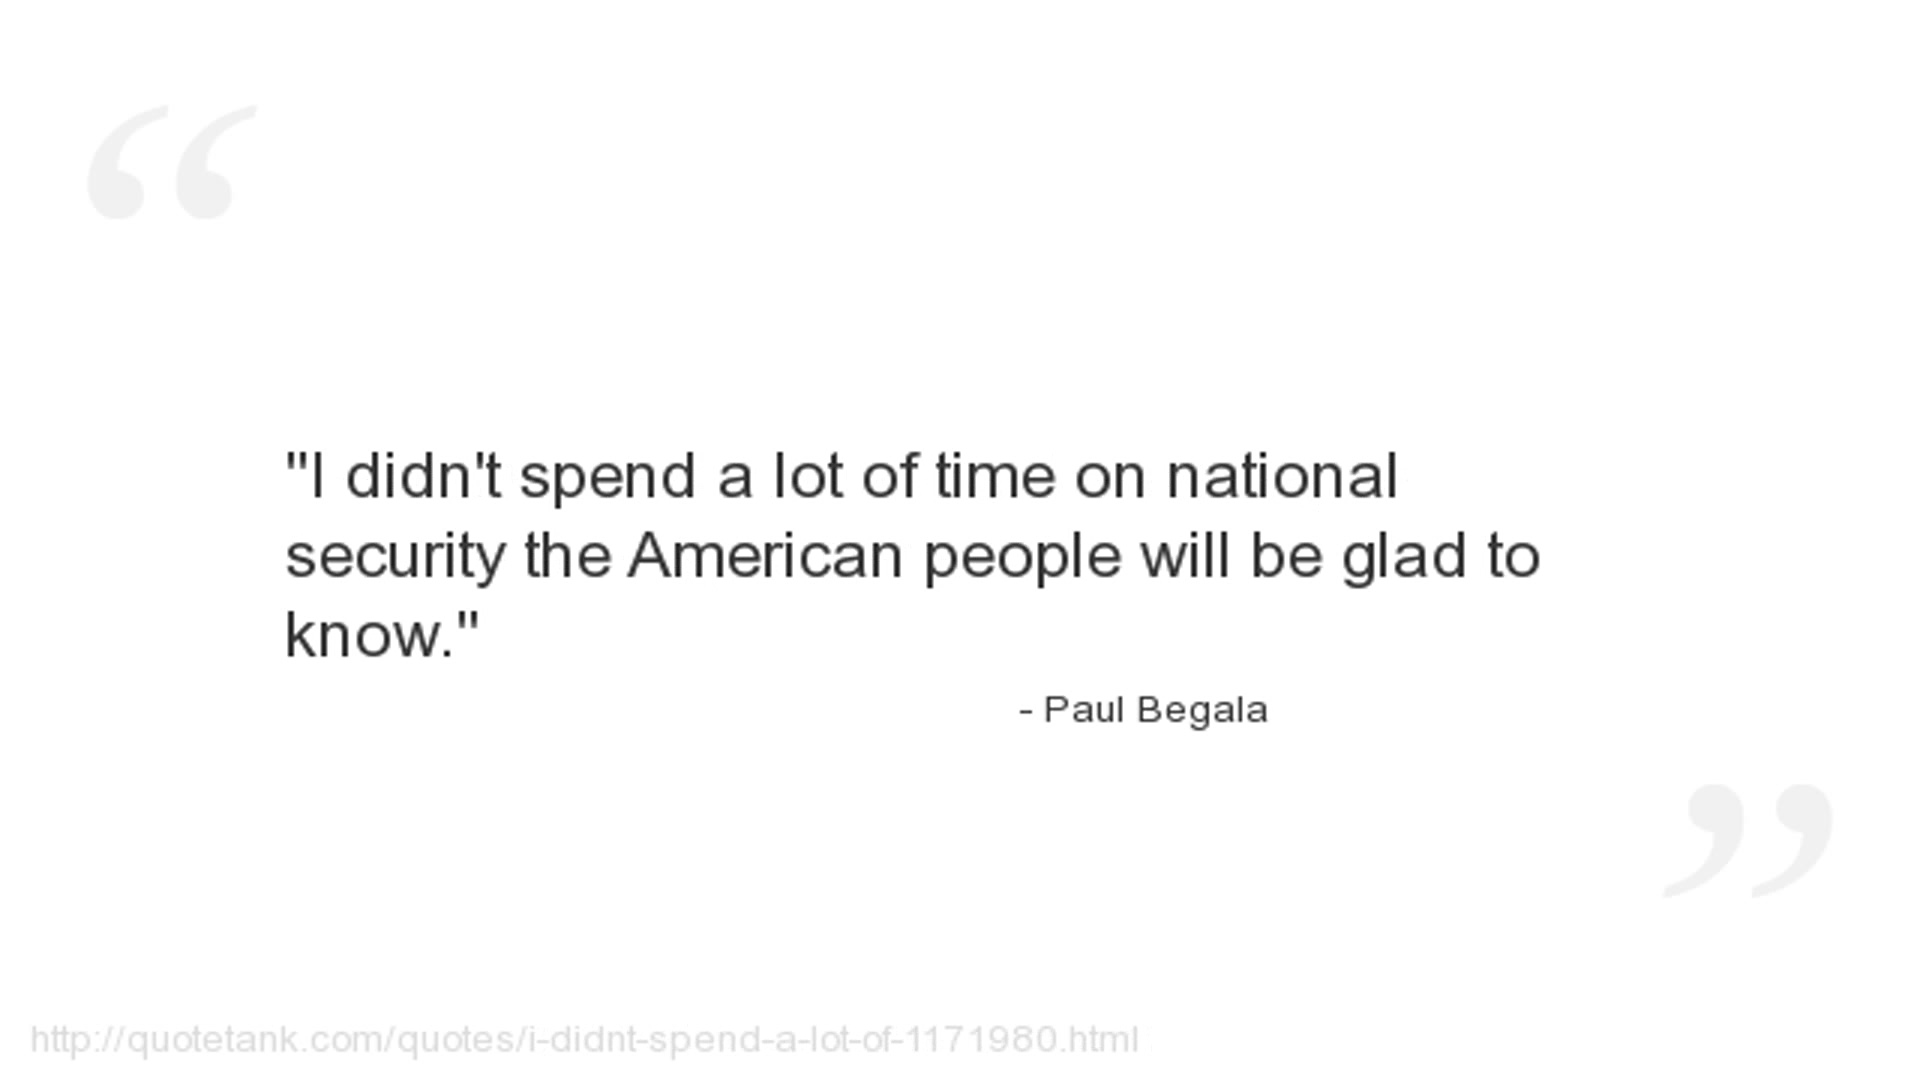 "I didn't spend a lot of time on national
security the American people will be glad to
know."
- Paul Begala
http://quotetank.com/quotes/i-didnt-spend-a-lot-of-1171980.html